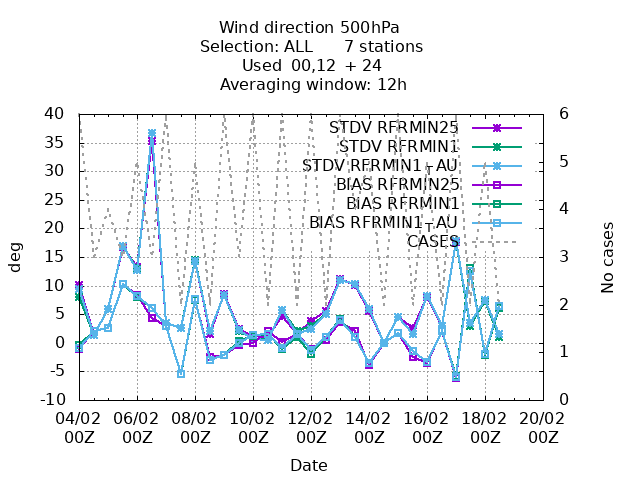 Wind direction 500hPa
Selection: ALL 7 stations
Used 00,12 + 24
Averaging window: 12h
STDV RFRMIN25
STDV RFRMIN1
STDV RFRMIN1_AU
BIAS RFRMIN25
BIAS RFRMIN1
BIAS RFRMIN1_AU
CASES
40
35
30
25
20
15
10
5
0
-5
-10
deg
6
5
4
3
2
1
0
No cases
04/02 06/02 08/02 10/02 12/02 14/02 16/02 18/02 20/02
00Z 00Z 00Z 00Z 00Z 00Z 00Z 00Z 00Z
Date